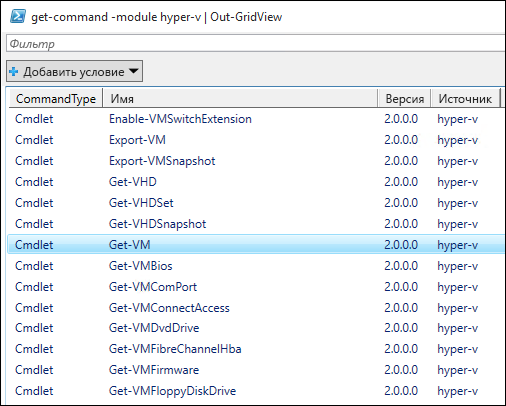 get-command -module hyper-v | Out-GridView
Фильтр
Добавить условие
CommandType Имя Версия Источник
Cmdlet Enable-VMSwitchExtension 2.0.0.0 hyper-v
Cmdlet Export-VM 2.0.0.0 hyper-v
Cmdlet Export-VMSnapshot 2.0.0.0 hyper-v
Cmdlet Get-VHD 2.0.0.0 hyper-v
Cmdlet Get-VHDSet 2.0.0.0 hyper-v
Cmdlet Get-VHDSnapshot 2.0.0.0 hyper-v
Cmdlet Get-VM 2.0.0.0 hyper-v
Cmdlet Get-VMBios 2.0.0.0 hyper-v
Cmdlet Get-VMComPort 2.0.0.0 hyper-v
Cmdlet Get-VMConnectAccess 2.0.0.0 hyper-v
Cmdlet Get-VMDvdDrive 2.0.0.0 hyper-v
Cmdlet Get-VMFibreChannelHba 2.0.0.0 hyper-v
Cmdlet Get-VMFirmware 2.0.0.0 hyper-v
Cmdlet Get-VMFloppyDiskDrive 2.0.0.0 hyper-v